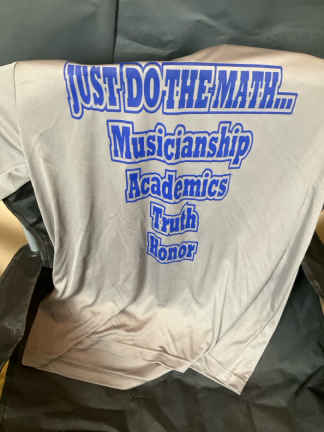 JUST DO THE MATH...
Musicianship
Academics
Truth
Honor